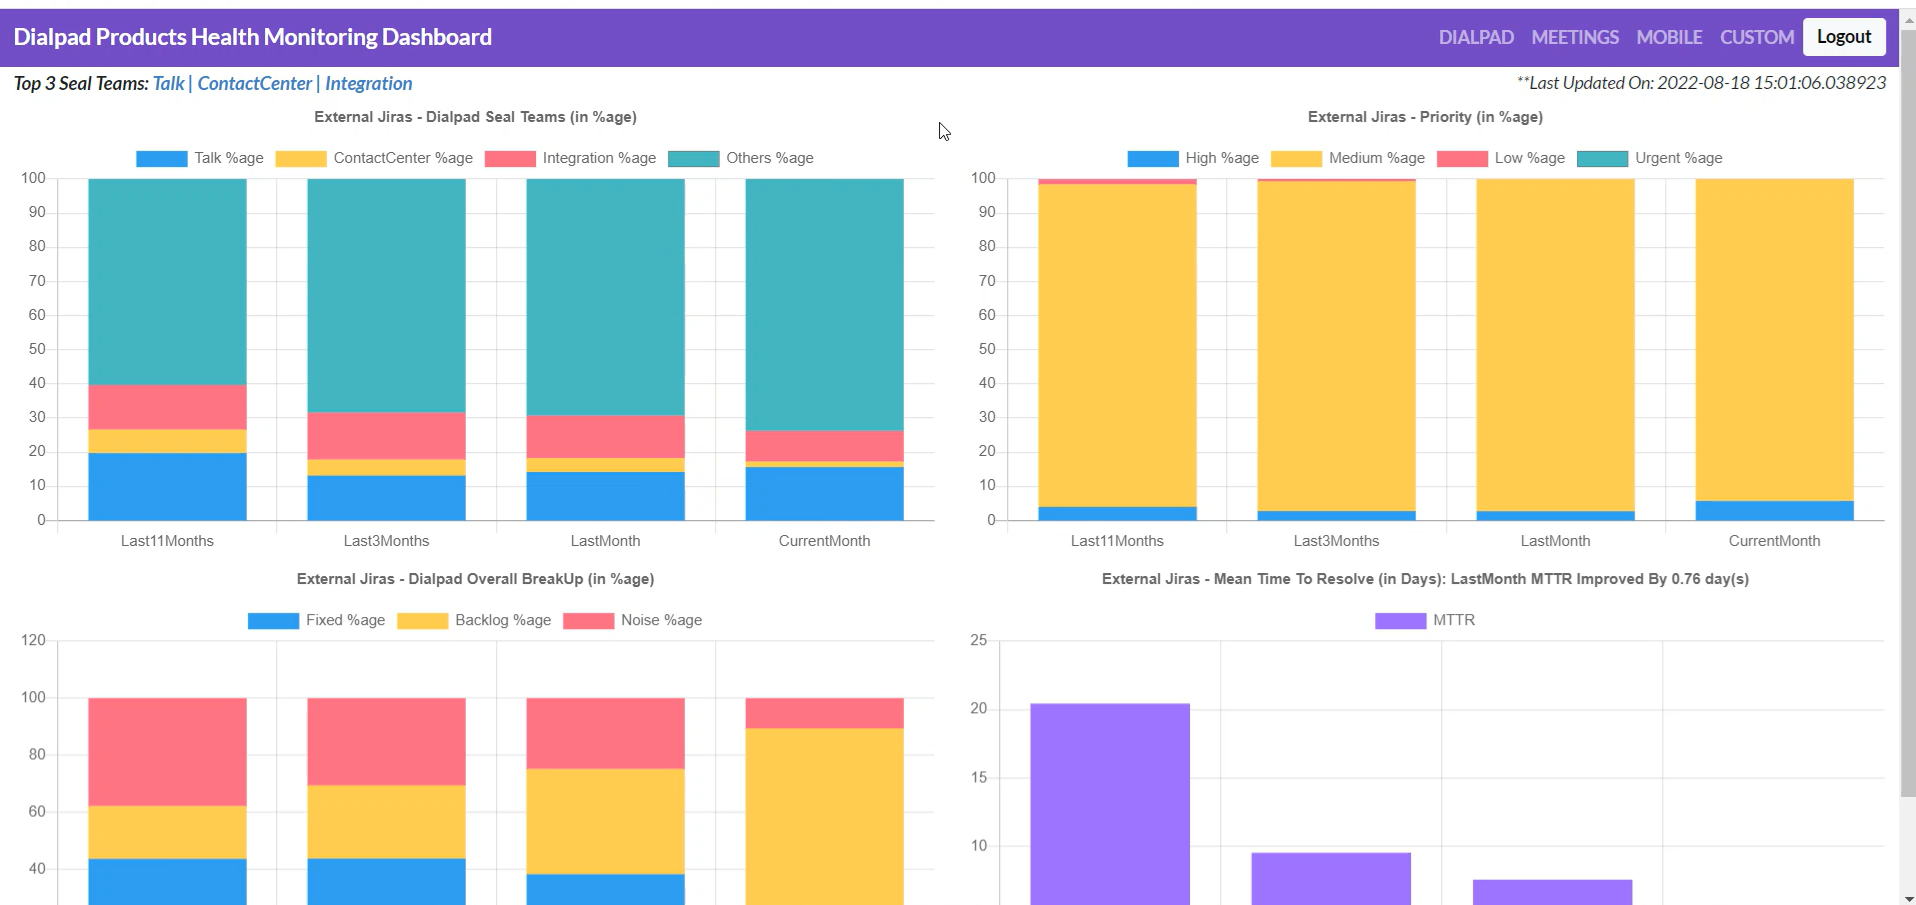 Dialpad Products Health Monitoring Dashboard
DIALPAD MEETINGS MOBILE CUSTOM Logout
Top 3 Seal Teams: Talk | ContactCenter | Integration
**Last Updated On: 2022-08-18 15:01:06.038923
External Jiras - Dialpad Seal Teams (in %age)
Talk %age ContactCenter %age Integration %age Others %age
100
90
80
70
60
50
40
30
20
10
0
Last11Months Last3Months LastMonth CurrentMonth
External Jiras - Priority (in %age)
High %age Medium %age Low %age Urgent %age
100
90
80
70
60
50
40
30
20
10
0
Last11Months Last3Months LastMonth CurrentMonth
External Jiras - Dialpad Overall BreakUp (in %age)
Fixed %age Backlog %age Noise %age
120
100
80
60
40
External Jiras - Mean Time To Resolve (in Days): LastMonth MTTR Improved By 0.76 day(s)
MTTR
25
20
15
10